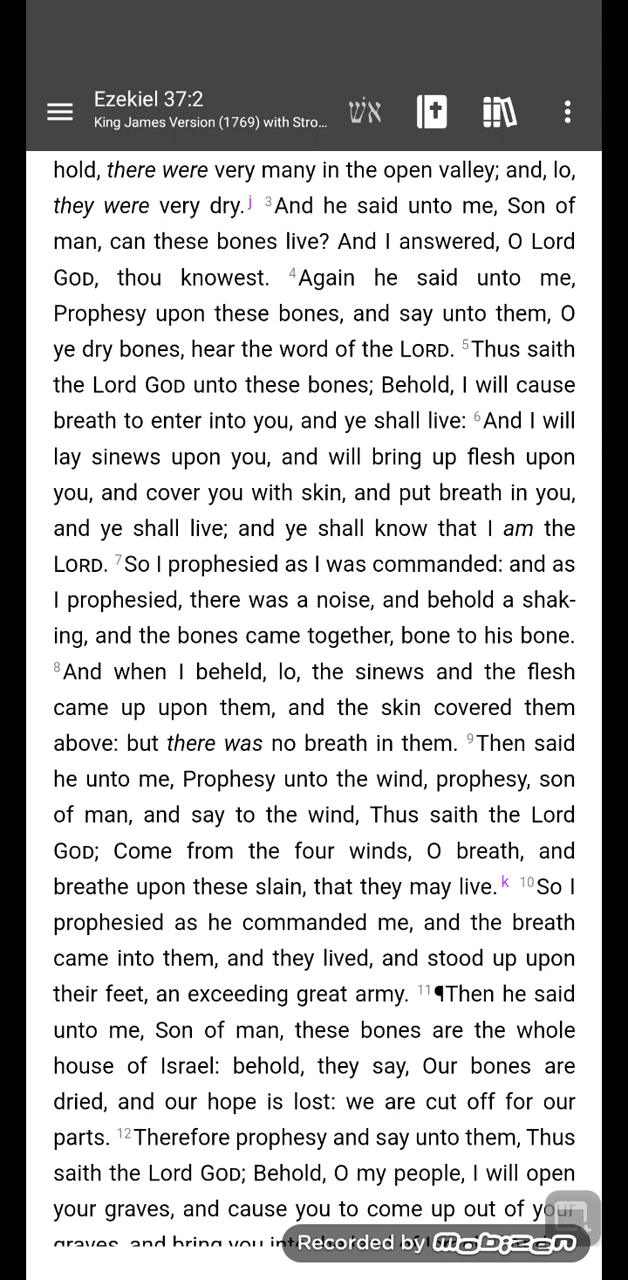 Ezekiel 37:2
King James Version (1769) with Stro...
אשׁ
hold, there were very many in the open valley; and, lo,
they were very dry.j 3And he said unto me, Son of
man, can these bones live? And I answered, O Lord
GOD, thou knowest. 4Again he said unto me,
Prophesy upon these bones, and say unto them, O
ye dry bones, hear the word of the LORD. 5Thus saith
the Lord GOD unto these bones; Behold, I will cause
breath to enter into you, and ye shall live: 6And I will
lay sinews upon you, and will bring up flesh upon
you, and cover you with skin, and put breath in you,
and ye shall live; and ye shall know that I am the
LORD. 7So I prophesied as I was commanded: and as
I prophesied, there was a noise, and behold a shak-
ing, and the bones came together, bone to his bone.
8And when I beheld, lo, the sinews and the flesh
came up upon them, and the skin covered them
above: but there was no breath in them. 9Then said
he unto me, Prophesy unto the wind, prophesy, son
of man, and say to the wind, Thus saith the Lord
GOD; Come from the four winds, O breath, and
breathe upon these slain, that they may live.k 10So I
prophesied as he commanded me, and the breath
came into them, and they lived, and stood up upon
their feet, an exceeding great army. 11¶Then he said
unto me, Son of man, these bones are the whole
house of Israel: behold, they say, Our bones are
dried, and our hope is lost: we are cut off for our
parts. 12Therefore prophesy and say unto them, Thus
saith the Lord GOD; Behold, O my people, I will open
your graves, and cause you to come up out of your
graves, and bring you into
Recorded by mobizen